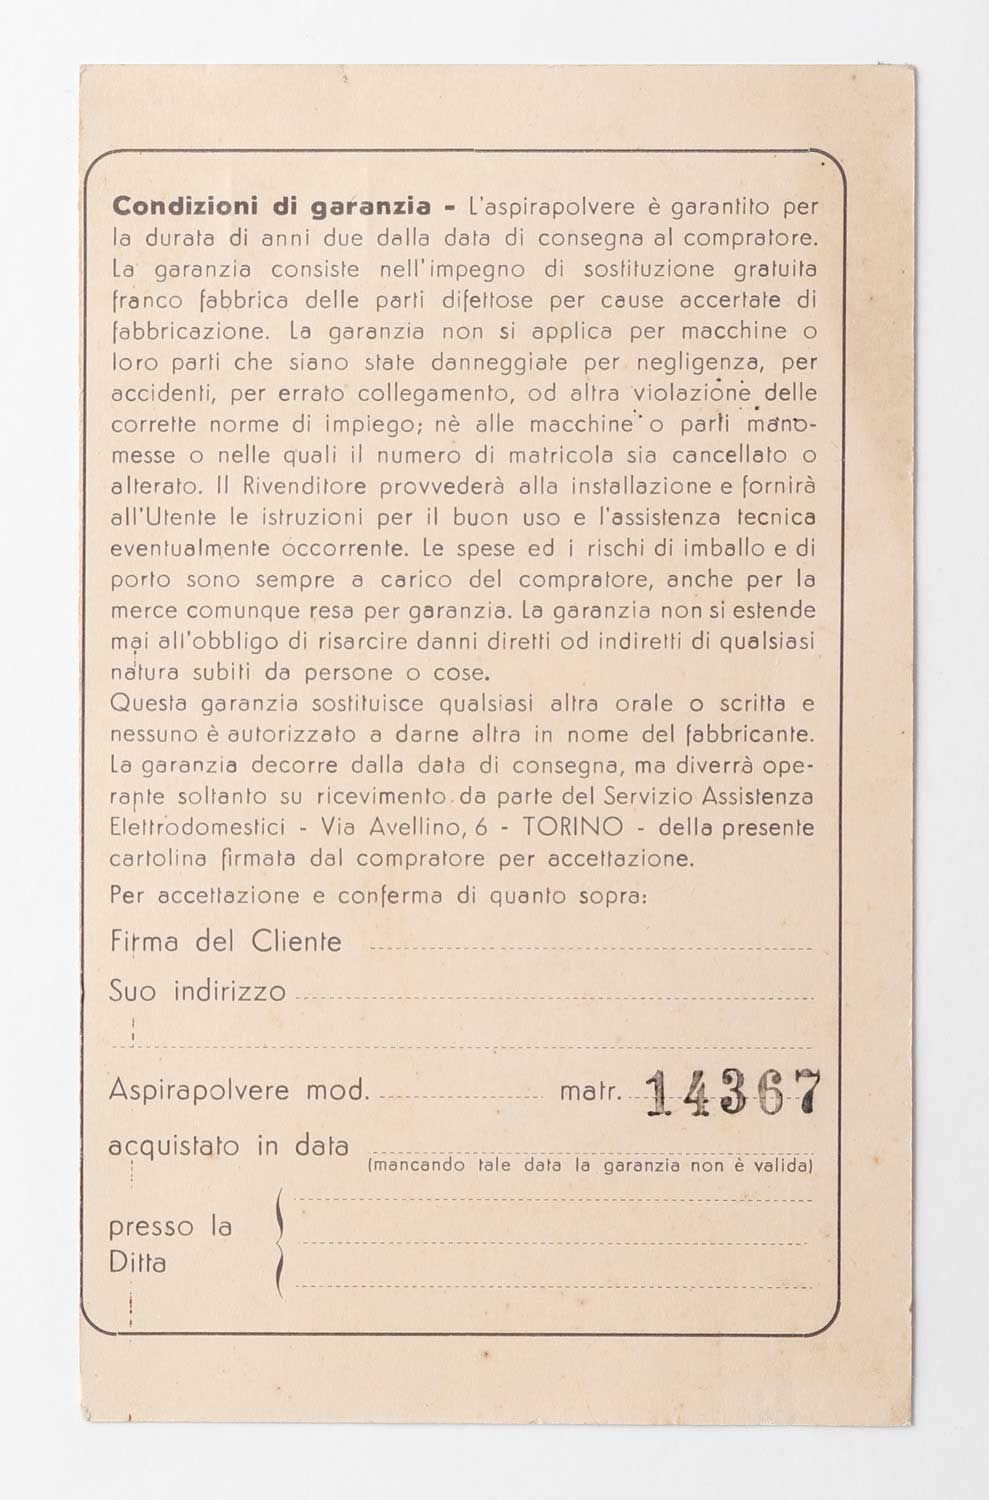 Condizioni di garanzia - L'aspirapolvere è garantito per
la durata di anni due dalla data di consegna al compratore.
La garanzia consiste nell'impegno di sostituzione gratuita
franco fabbrica delle parti difettose per cause accertate di
fabbricazione. La garanzia non si applica per macchine o
loro parti che siano state danneggiate per negligenza, per
accidenti, per errato collegamento, od altra violazione delle
corrette norme di impiego; nè alle macchine o parti mano-
messe o nelle quali il numero di matricola sia cancellato o
alterato. Il Rivenditore provvederà alla installazione e fornirà
all'Utente le istruzioni per il buon uso e l'assistenza tecnica
eventualmente occorrente. Le spese ed i rischi di imballo e di
porto sono sempre a carico del compratore, anche per la
merce comunque resa per garanzia. La garanzia non si estende
mai all'obbligo di risarcire danni diretti od indiretti di qualsiasi
natura subiti da persone o cose.
Questa garanzia sostituisce qualsiasi altra orale o scritta e
nessuno è autorizzato a darne altra in nome del fabbricante.
La garanzia decorre dalla data di consegna, ma diverrà ope-
rante soltanto su ricevimento da parte del Servizio Assistenza
Elettrodomestici - Via Avellino, 6 - TORINO - della presente
cartolina firmata dal compratore per accettazione.
Per accettazione e conferma di quanto sopra:
Firma del Cliente
Suo indirizzo
Aspirapolvere mod. matr. 14367
acquistato in data
(mancando tale data la garanzia non è valida)
presso la
Ditta